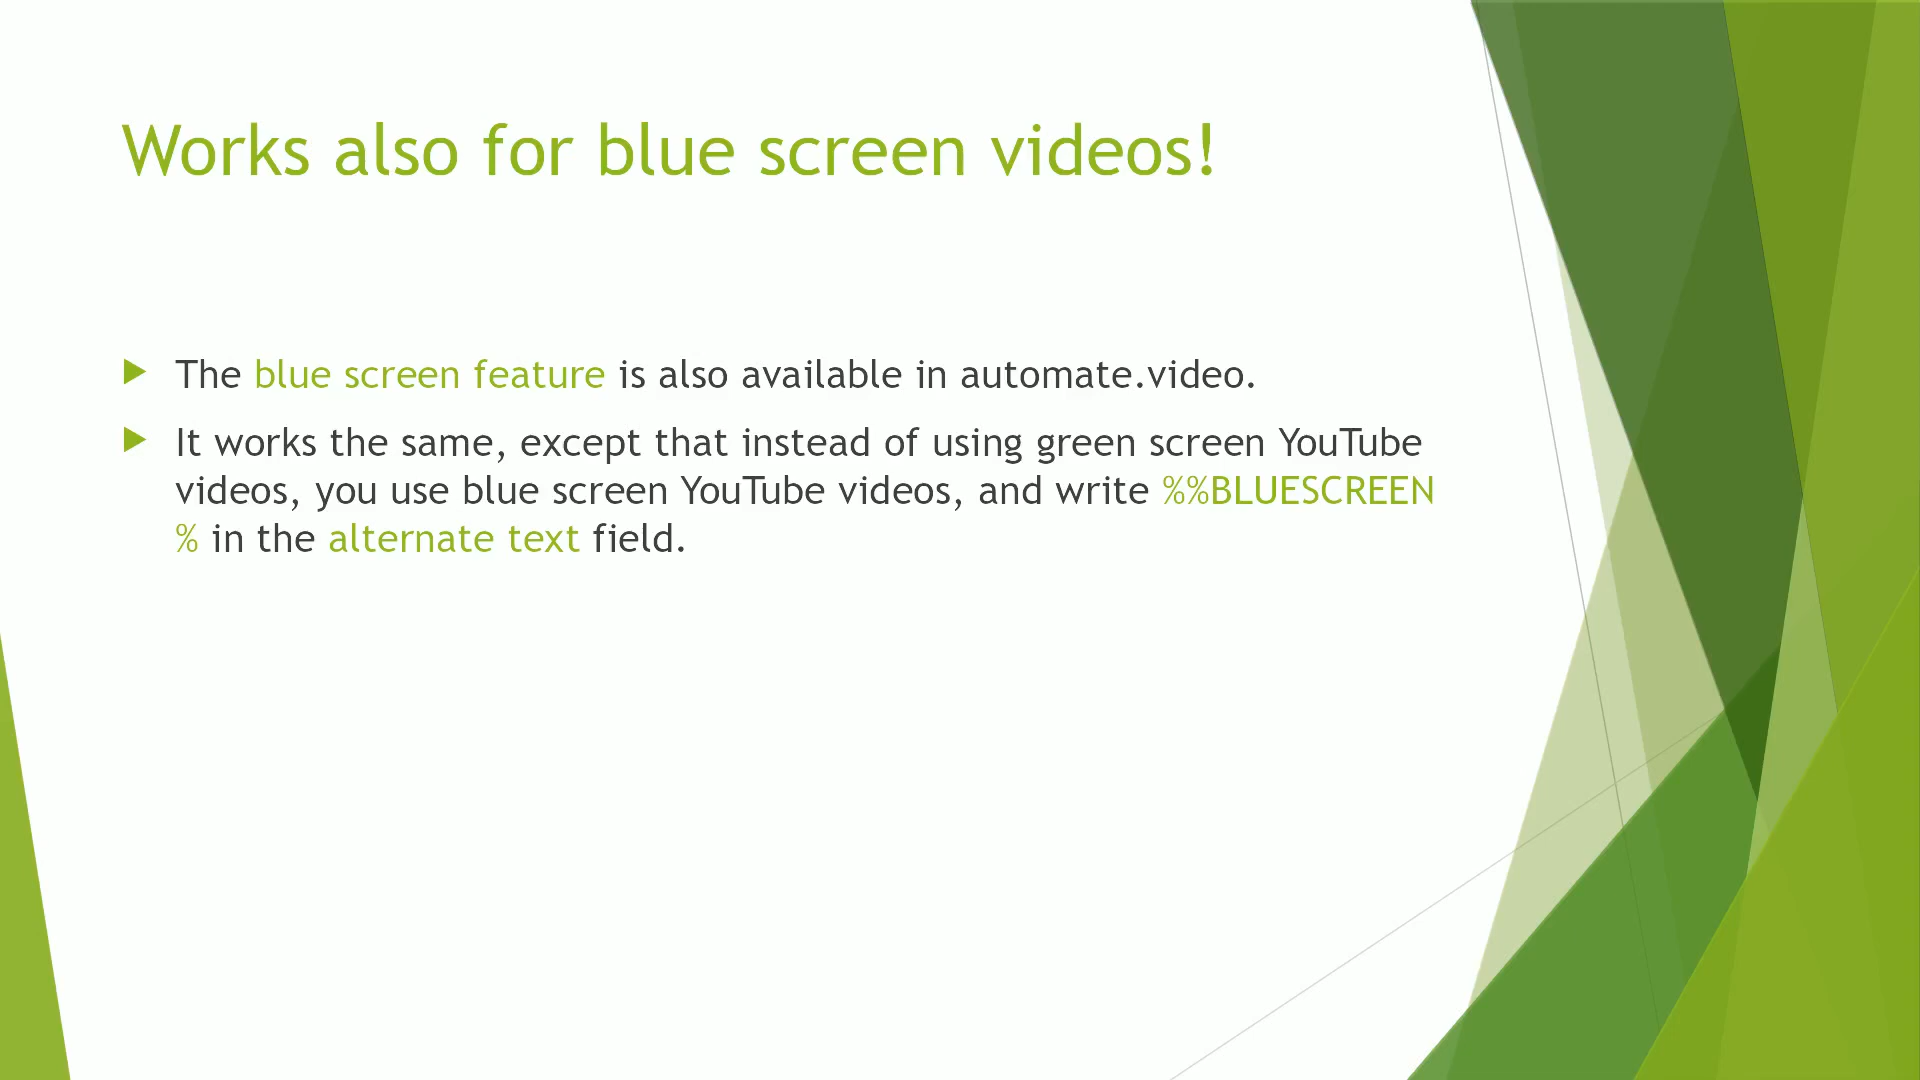 Works also for blue screen videos!
The blue screen feature is also available in automate.video.
It works the same, except that instead of using green screen YouTube
videos, you use blue screen YouTube videos, and write %%BLUESCREEN
% in the alternate text field.